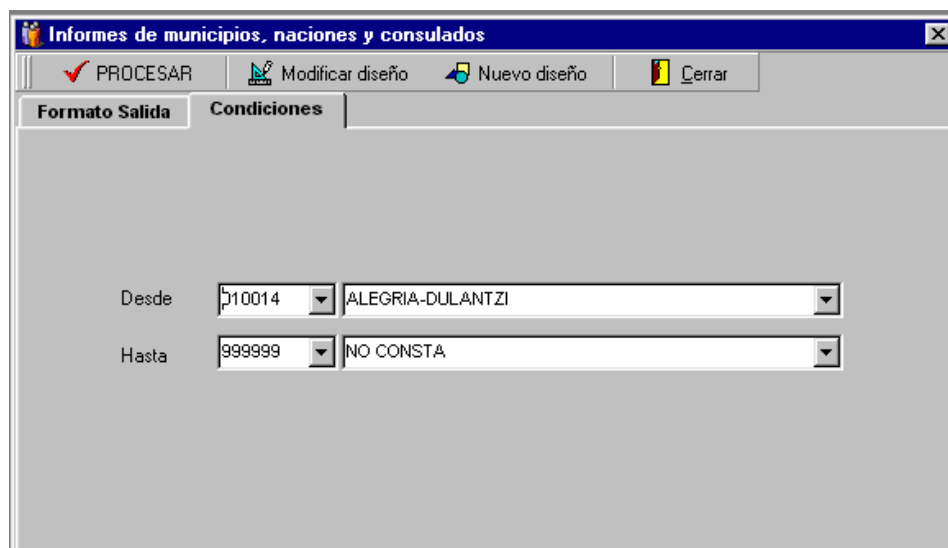 Informes de municipios, naciones y consulados
PROCESAR Modificar diseño Nuevo diseño Cerrar
Formato Salida Condiciones
Desde 010014 ALEGRIA-DULANTZI
Hasta 999999 NO CONSTA